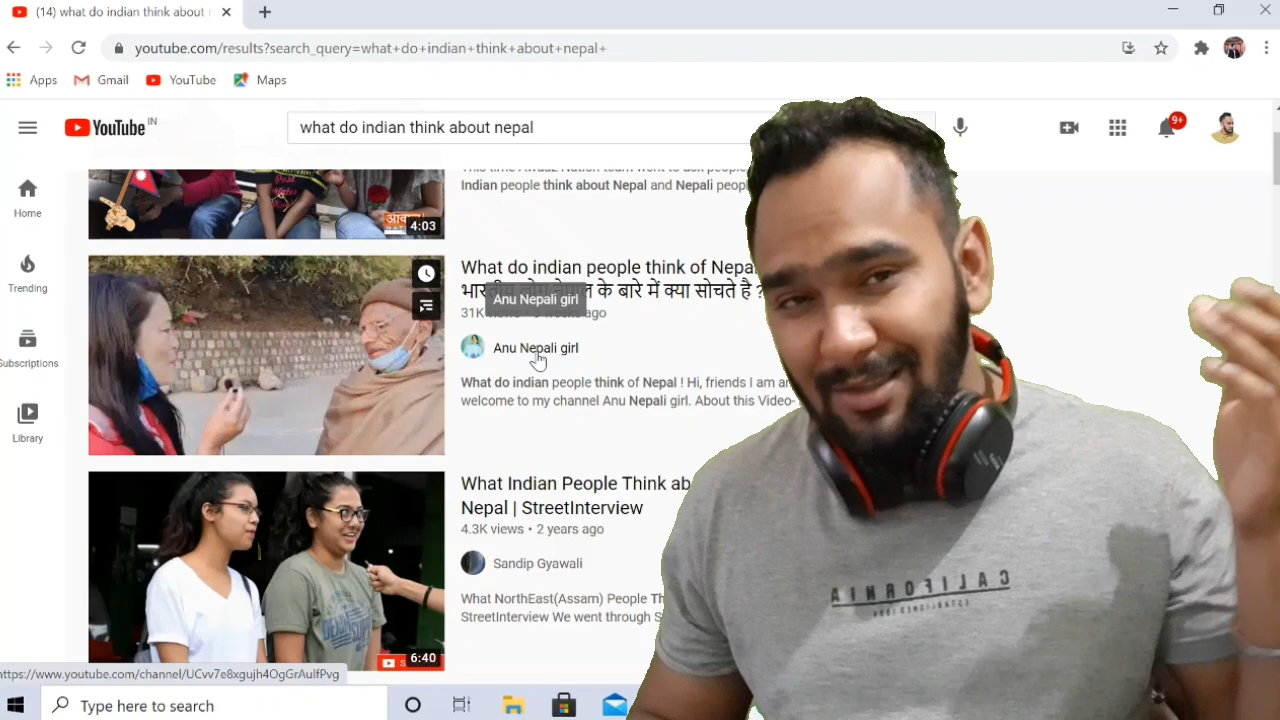 (14) what do indian think about
youtube.com/results?search_query=what+do+indian+think+about+nepal+
Apps
Gmail
YouTube
Maps
YouTube IN
what do indian think about nepal
9+
Home
Trending
Subscriptions
Library
4:03
Indian people think about Nepal and Nepali peop
What do indian people think of Nepa
के बारे में क्या सोचते है ?
Anu Nepali girl
31K
ago
Anu Nepali girl
What do indian people think of Nepal ! Hi, friends I am an
welcome to my channel Anu Nepali girl. About this Video-
What Indian People Think ab
Nepal | StreetInterview
4.3K views • 2 years ago
Sandip Gyawali
What NorthEast(Assam) People Th
StreetInterview We went through S
6:40
CALIFORNIA
https://www.youtube.com/channel/UCvv7e8xgujh4OgGrAulfPvg
Type here to search